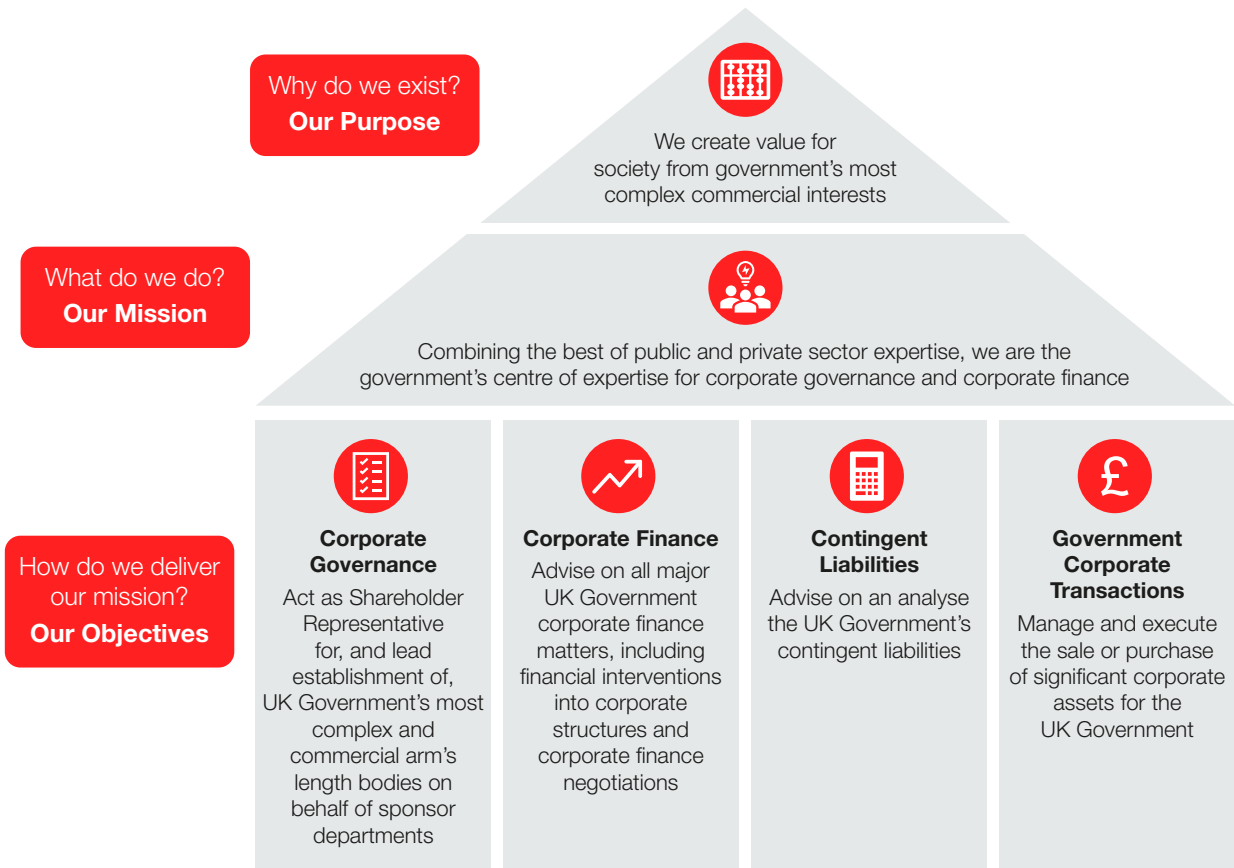 Why do we exist?
Our Purpose
We create value for
society from government’s most
complex commercial interests
What do we do?
Our Mission
Combining the best of public and private sector expertise, we are the
government’s centre of expertise for corporate governance and corporate finance
How do we deliver
our mission?
Our Objectives
Corporate
Governance
Act as Shareholder
Representative
for, and lead
establishment of,
UK Government’s most
complex and
commercial arm’s
length bodies on
behalf of sponsor
departments
Corporate Finance
Advise on all major
UK Government
corporate finance
matters, including
financial interventions
into corporate
structures and
corporate finance
negotiations
Contingent
Liabilities
Advise on an analyse
the UK Government’s
contingent liabilities
£
Government
Corporate
Transactions
Manage and execute
the sale or purchase
of significant corporate
assets for the
UK Government